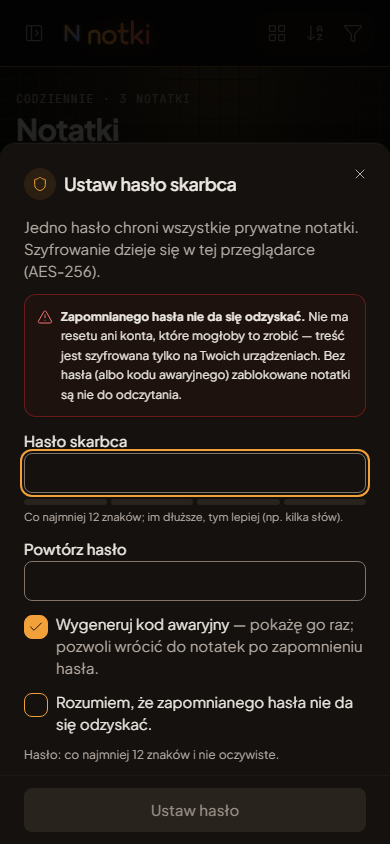 N notki
CODZIENNIE · 3 NOTATKI
Notatki
Ustaw hasło skarbca
Jedno hasło chroni wszystkie prywatne notatki.
Szyfrowanie dzieje się w tej przeglądarce
(AES-256).
Zapomnianego hasła nie da się odzyskać. Nie ma
resetu ani konta, które mogłoby to zrobić — treść
jest szyfrowana tylko na Twoich urządzeniach. Bez
hasła (albo kodu awaryjnego) zablokowane notatki
są nie do odczytania.
Hasło skarbca
Co najmniej 12 znaków; im dłuższe, tym lepiej (np. kilka słów).
Powtórz hasło
Wygeneruj kod awaryjny — pokażę go raz;
pozwoli wrócić do notatek po zapomnieniu
hasła.
Rozumiem, że zapomnianego hasła nie da
się odzyskać.
Hasło: co najmniej 12 znaków i nie oczywiste.
Ustaw hasło